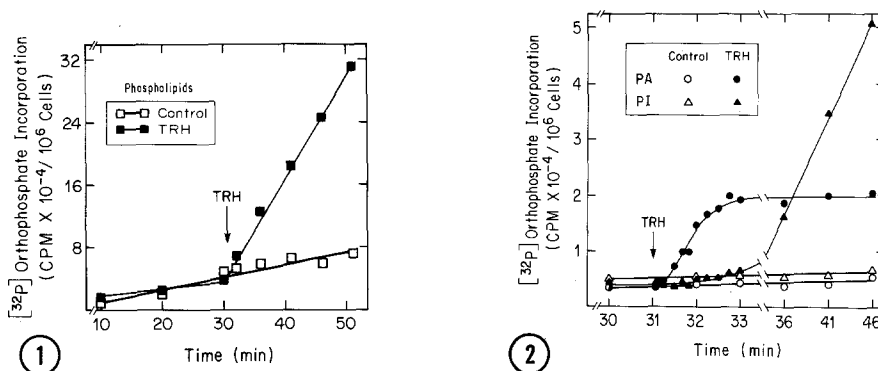 [32P] Orthophosphate Incorporation
(CPM X 10-4/ 106 Cells)
32
24
16
8
Phospholipids
Control
TRH
TRH
10
20
30
40
50
Time (min)
1
[32P] Orthophosphate Incorporation
(CPM X 10-4/ 106 Cells)
5
4
3
2
1
Control TRH
PA
PI
TRH
30
31
32
33
36
41
46
Time (min)
2